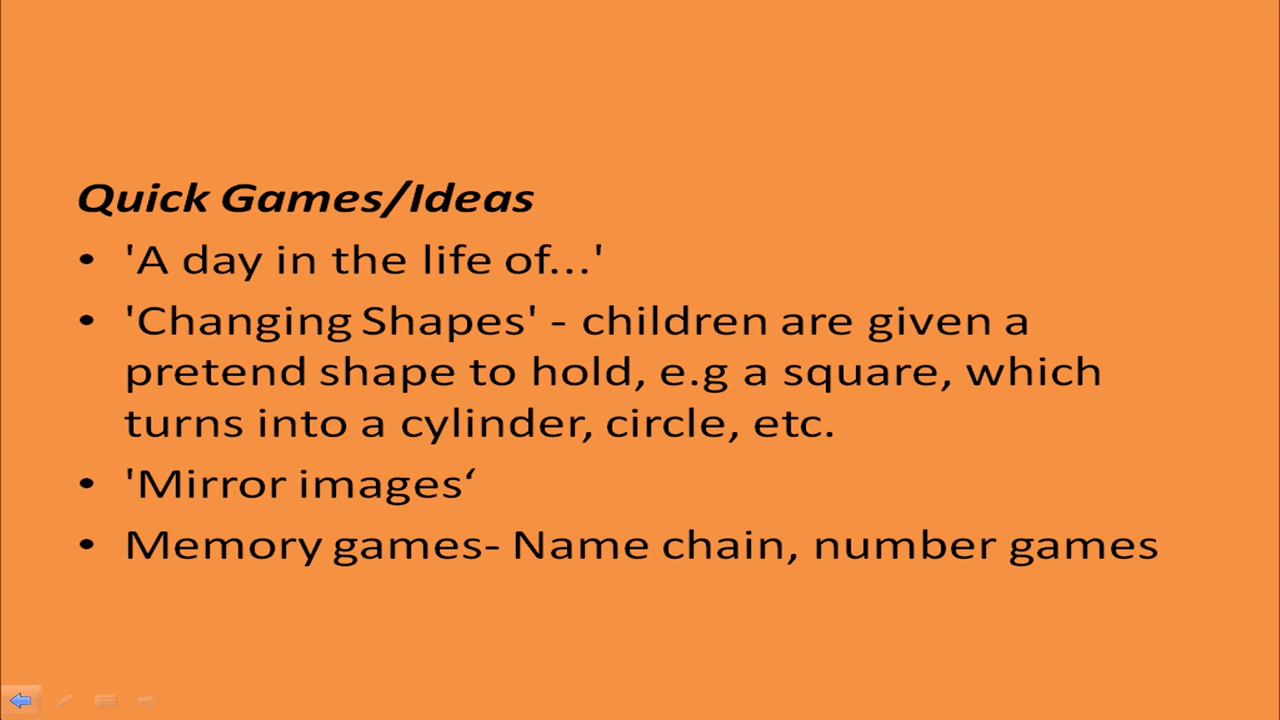 Quick Games/Ideas
• 'A day in the life of...'
• 'Changing Shapes' - children are given a
pretend shape to hold, e.g a square, which
turns into a cylinder, circle, etc.
• 'Mirror images‘
• Memory games- Name chain, number games